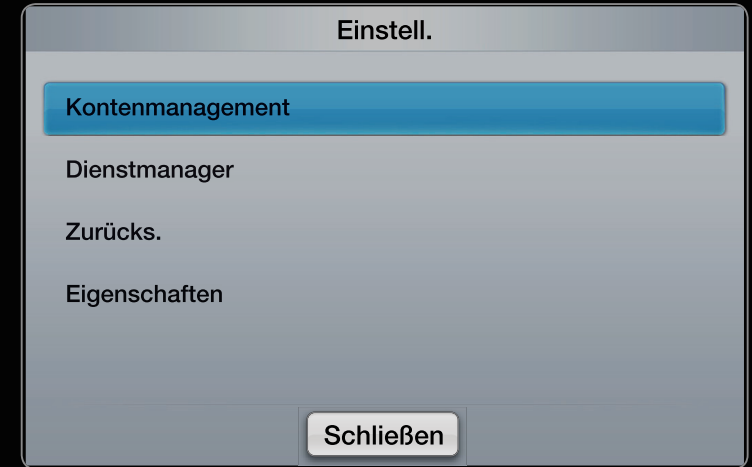 Einstell.
Kontenmanagement
Dienstmanager
Zurücks.
Eigenschaften
Schließen